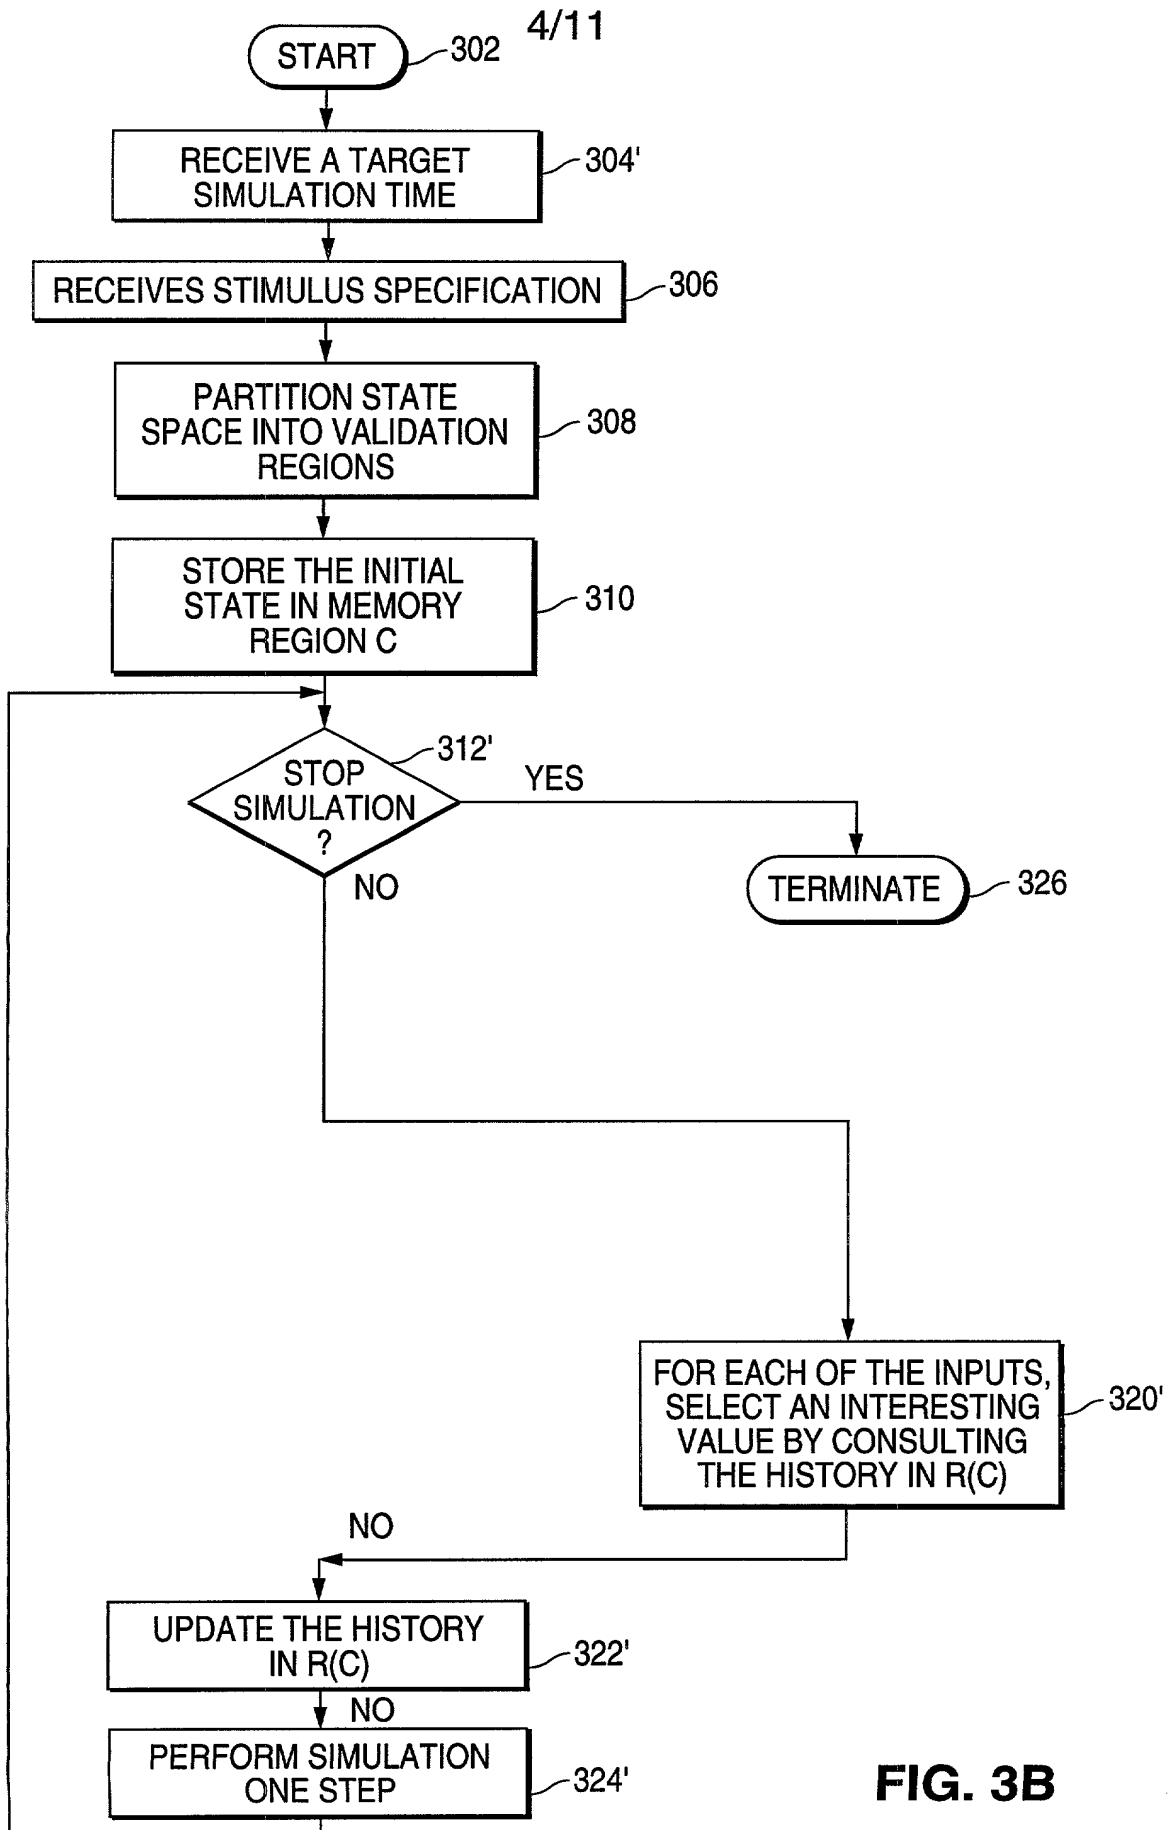 4/11
START
302
RECEIVE A TARGET
SIMULATION TIME
304'
RECEIVES STIMULUS SPECIFICATION
306
PARTITION STATE
SPACE INTO VALIDATION
REGIONS
308
STORE THE INITIAL
STATE IN MEMORY
REGION C
310
312'
STOP
SIMULATION
?
YES
NO
TERMINATE
326
FOR EACH OF THE INPUTS,
SELECT AN INTERESTING
VALUE BY CONSULTING
THE HISTORY IN R(C)
320'
NO
UPDATE THE HISTORY
IN R(C)
322'
NO
PERFORM SIMULATION
ONE STEP
324'
FIG. 3B